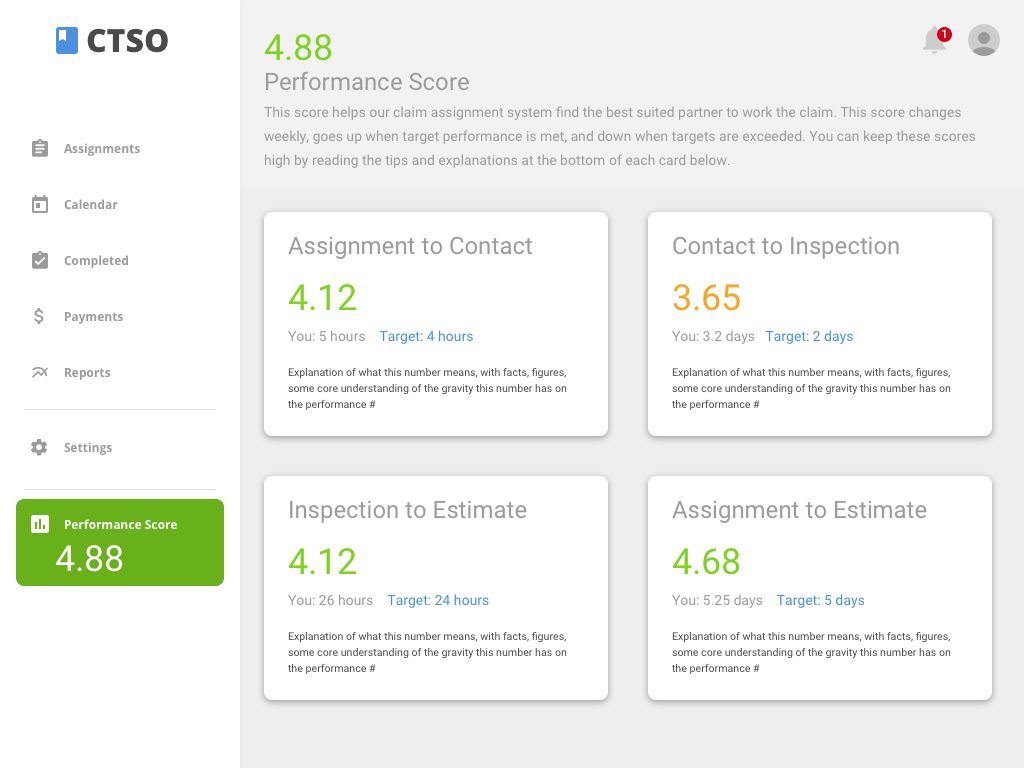 CTSO
Assignments
Calendar
Completed
Payments
Reports
Settings
Performance Score
4.88
4.88
Performance Score
This score helps our claim assignment system find the best suited partner to work the claim. This score changes
weekly, goes up when target performance is met, and down when targets are exceeded. You can keep these scores
high by reading the tips and explanations at the bottom of each card below.
1
Assignment to Contact
4.12
You: 5 hours Target: 4 hours
Explanation of what this number means, with facts, figures,
some core understanding of the gravity this number has on
the performance #
Contact to Inspection
3.65
You: 3.2 days Target: 2 days
Explanation of what this number means, with facts, figures,
some core understanding of the gravity this number has on
the performance #
Inspection to Estimate
4.12
You: 26 hours Target: 24 hours
Explanation of what this number means, with facts, figures,
some core understanding of the gravity this number has on
the performance #
Assignment to Estimate
4.68
You: 5.25 days Target: 5 days
Explanation of what this number means, with facts, figures,
some core understanding of the gravity this number has on
the performance #